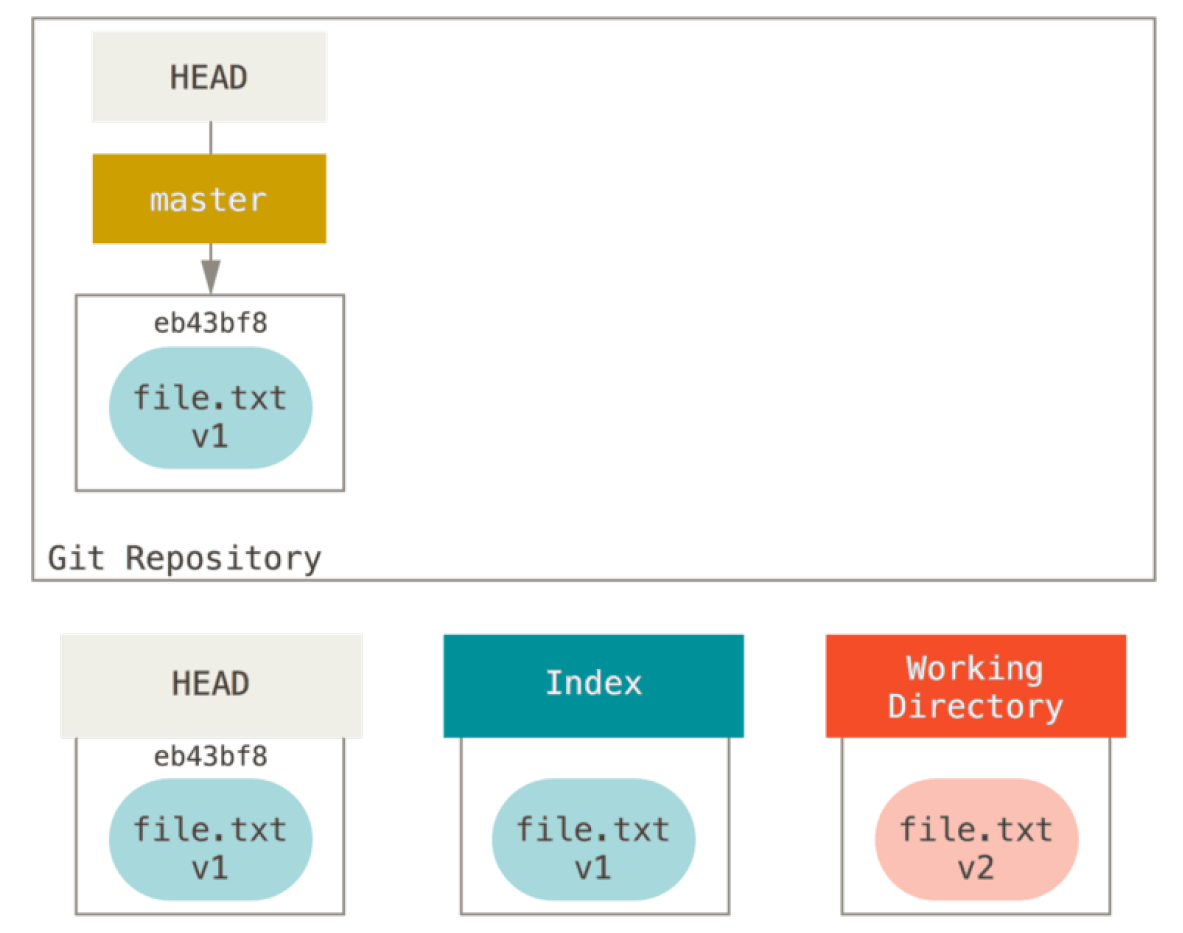 HEAD
master
eb43bf8
file.txt
v1
Git Repository
HEAD
Index
Working
Directory
eb43bf8
file.txt
v1
file.txt
v1
file.txt
v2